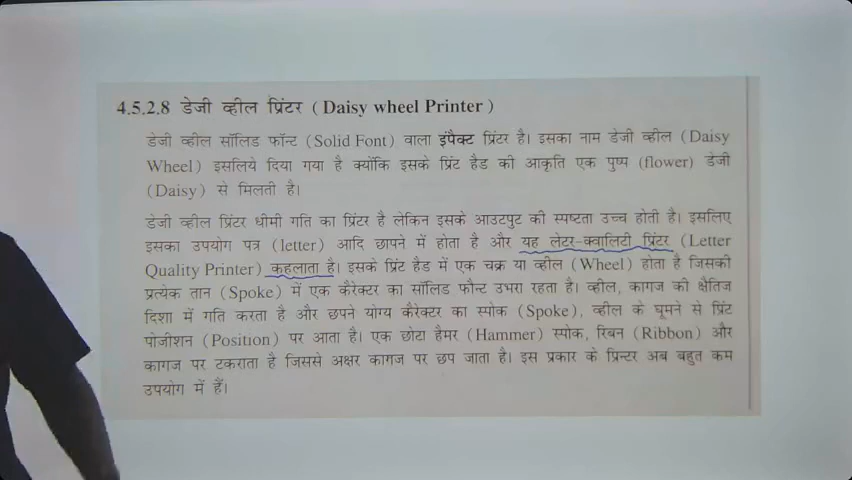 4.5.2.8 डेजी व्हील प्रिंटर ( Daisy wheel Printer )
डेजी व्हील सॉलिड फॉन्ट (Solid Font) वाला इंपैक्ट प्रिंटर है। इसका नाम डेजी व्हील (Daisy
Wheel) इसलिये दिया गया है क्योंकि इसके प्रिंट हैड की आकृति एक पुष्प (flower) डेजी
(Daisy) से मिलती है।
डेजी व्हील प्रिंटर धीमी गति का प्रिंटर है लेकिन इसके आउटपुट की स्पष्टता उच्च होती है। इसलिए
इसका उपयोग पत्र (letter) आदि छापने में होता है और यह लेटर-क्वालिटी प्रिंटर (Letter
Quality Printer) कहलाता है। इसके प्रिंट हैड में एक चक्र या व्हील (Wheel) होता है जिसकी
प्रत्येक तान (Spoke) में एक कैरेक्टर का सॉलिड फौन्ट उभरा रहता है। व्हील, कागज की क्षैतिज
दिशा में गति करता है और छपने योग्य कैरेक्टर का स्पोक (Spoke), व्हील के घूमने से प्रिंट
पोजीशन (Position) पर आता है। एक छोटा हैमर (Hammer) स्पोक, रिबन (Ribbon) और
कागज पर टकराता है जिससे अक्षर कागज पर छप जाता है। इस प्रकार के प्रिन्टर अब बहुत कम
उपयोग में हैं।